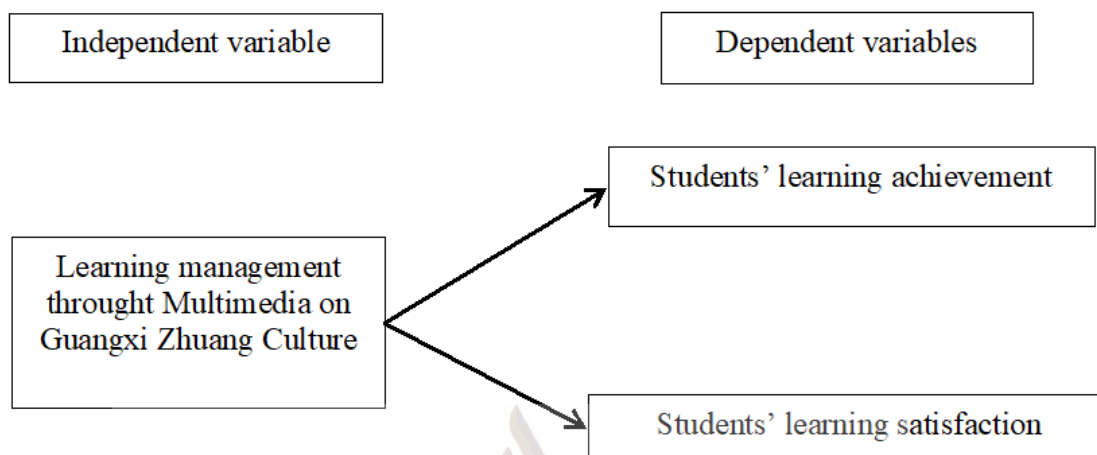 Independent variable
Dependent variables
Students’ learning achievement
Learning management
throught Multimedia on
Guangxi Zhuang Culture
Students’ learning satisfaction